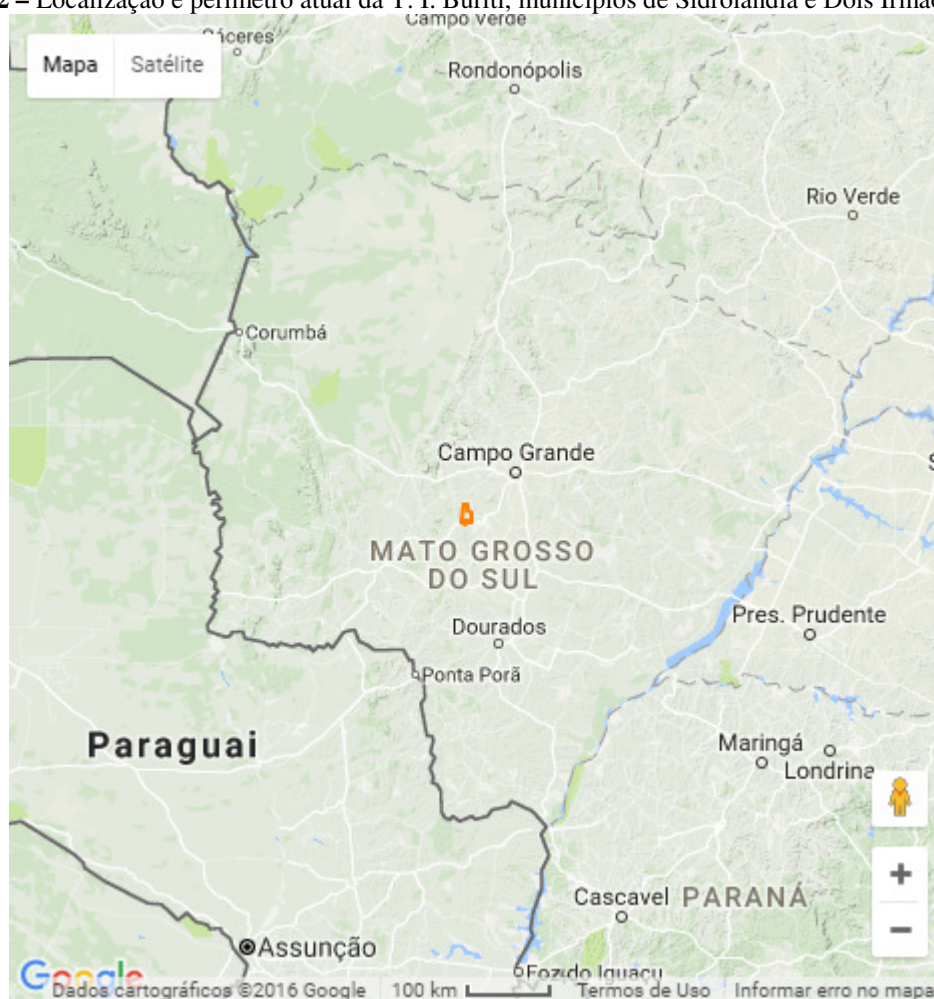 2 – Localização e perímetro atual da T. I. Buriti, municípios de Sidrolândia e Dois Irmão
Campo Verde
Cáceres
Mapa Satélite
Rondonópolis
Rio Verde
Corumbá
Campo Grande
MATO GROSSO
DO SUL
Dourados
Pres. Prudente
Ponta Porã
Paraguai
Maringá
Londrina
Cascavel
PARANÁ
Assunção
Foz do Iguaçu
Google
Dados cartográficos ©2016 Google 100 km Termos de Uso Informar erro no mapa